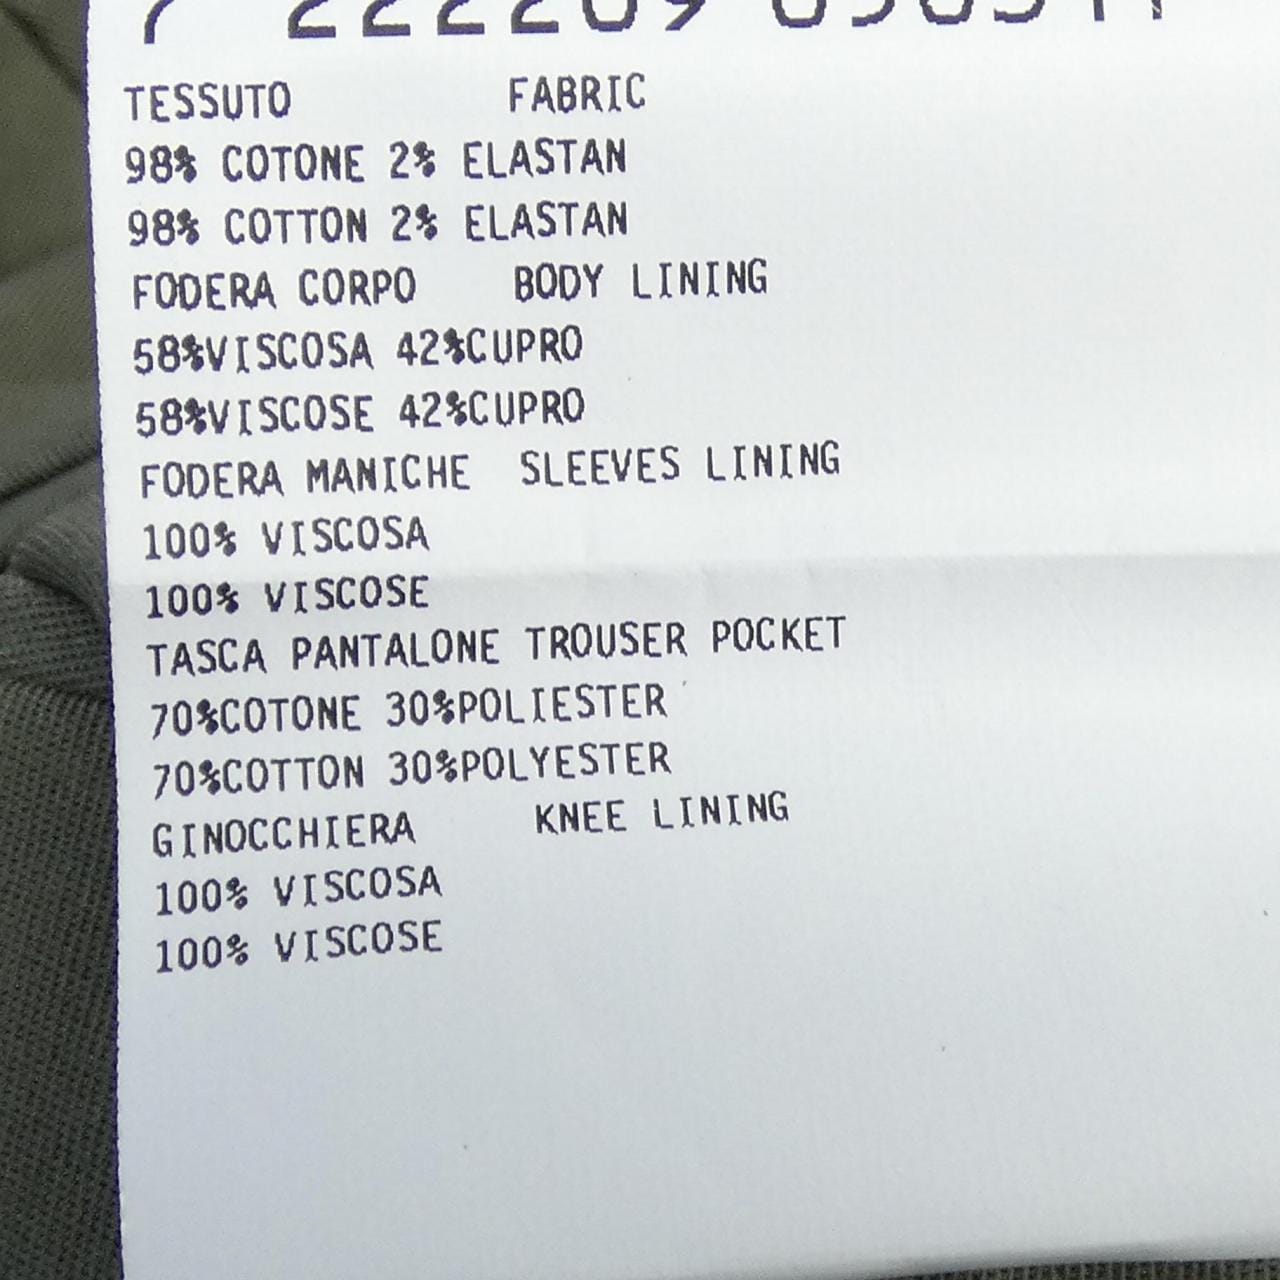 TESSUTO FABRIC
98% COTONE 2% ELASTAN
98% COTTON 2% ELASTAN
FODERA CORPO BODY LINING
58%VISCOSA 42%CUPRO
58%VISCOSE 42%CUPRO
FODERA MANICHE SLEEVES LINING
100% VISCOSA
100% VISCOSE
TASCA PANTALONE TROUSER POCKET
70%COTONE 30%POLIESTER
70%COTTON 30%POLYESTER
GINOCCHIERA KNEE LINING
100% VISCOSA
100% VISCOSE